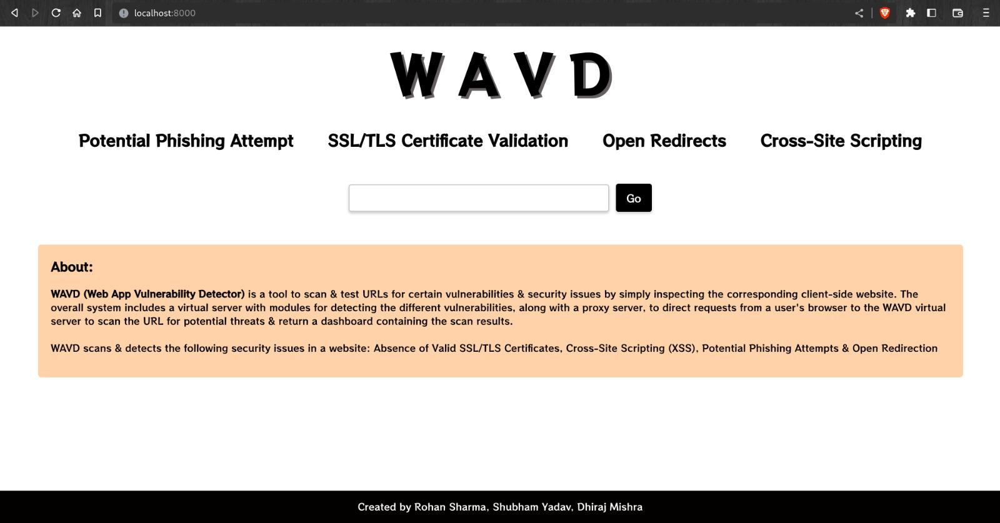 localhost:8000
W A V D
Potential Phishing Attempt SSL/TLS Certificate Validation Open Redirects Cross-Site Scripting
Go
About:
WAVD (Web App Vulnerability Detector) is a tool to scan & test URLs for certain vulnerabilities & security issues by simply inspecting the corresponding client-side website. The
overall system includes a virtual server with modules for detecting the different vulnerabilities, along with a proxy server, to direct requests from a user's browser to the WAVD virtual
server to scan the URL for potential threats & return a dashboard containing the scan results.
WAVD scans & detects the following security issues in a website: Absence of Valid SSL/TLS Certificates, Cross-Site Scripting (XSS), Potential Phishing Attempts & Open Redirection
Created by Rohan Sharma, Shubham Yadav, Dhiraj Mishra